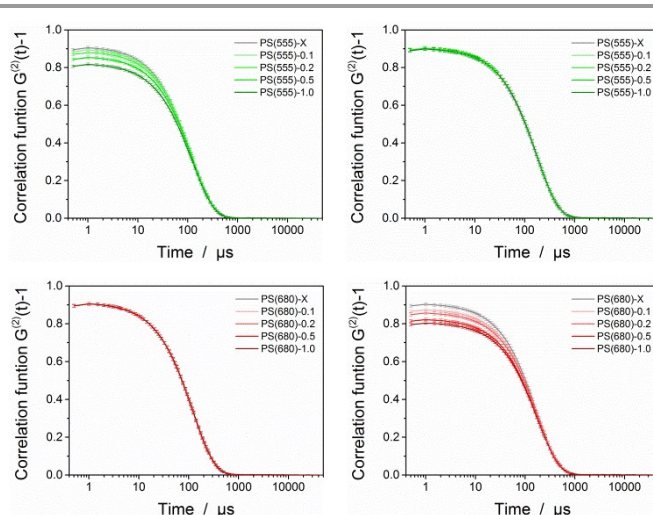 Correlation funtion G(2)(t)-1
1.0
0.8
0.6
0.4
0.2
0.0
PS(555)-X
PS(555)-0.1
PS(555)-0.2
PS(555)-0.5
PS(555)-1.0
1 10 100 1000 10000
Time / µs
Correlation funtion G(2)(t)-1
1.0
0.8
0.6
0.4
0.2
0.0
PS(555)-X
PS(555)-0.1
PS(555)-0.2
PS(555)-0.5
PS(555)-1.0
1 10 100 1000 10000
Time / µs
Correlation funtion G(2)(t)-1
1.0
0.8
0.6
0.4
0.2
0.0
PS(680)-X
PS(680)-0.1
PS(680)-0.2
PS(680)-0.5
PS(680)-1.0
1 10 100 1000 10000
Time / µs
Correlation funtion G(2)(t)-1
1.0
0.8
0.6
0.4
0.2
0.0
PS(680)-X
PS(680)-0.1
PS(680)-0.2
PS(680)-0.5
PS(680)-1.0
1 10 100 1000 10000
Time / µs